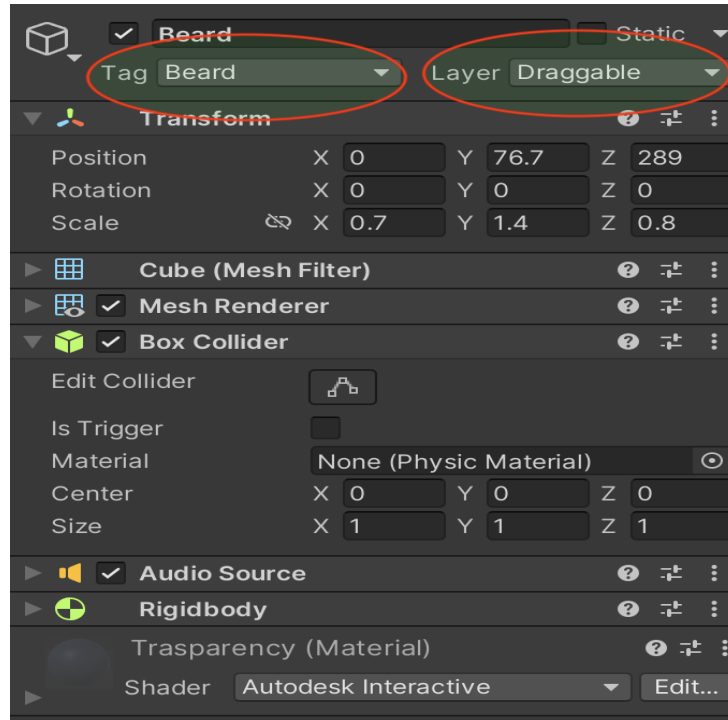 Beard Static
Tag Beard Layer Draggable
Transform
Position X 0 Y 76.7 Z 289
Rotation X 0 Y 0 Z 0
Scale X 0.7 Y 1.4 Z 0.8
Cube (Mesh Filter)
Mesh Renderer
Box Collider
Edit Collider
Is Trigger
Material None (Physic Material)
Center X 0 Y 0 Z 0
Size X 1 Y 1 Z 1
Audio Source
Rigidbody
Trasparency (Material)
Shader Autodesk Interactive Edit...